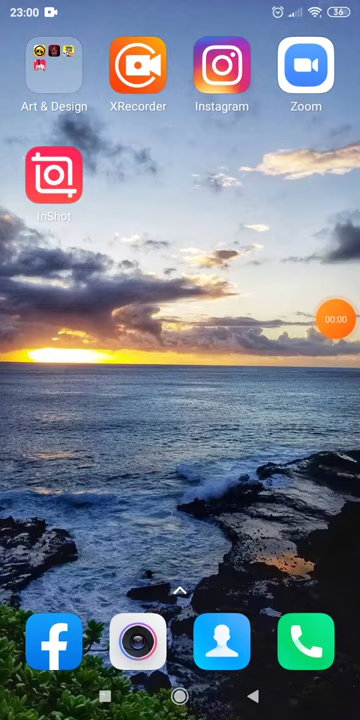 23:00
36
Art & Design
XRecorder
Instagram
Zoom
InShot
00:00